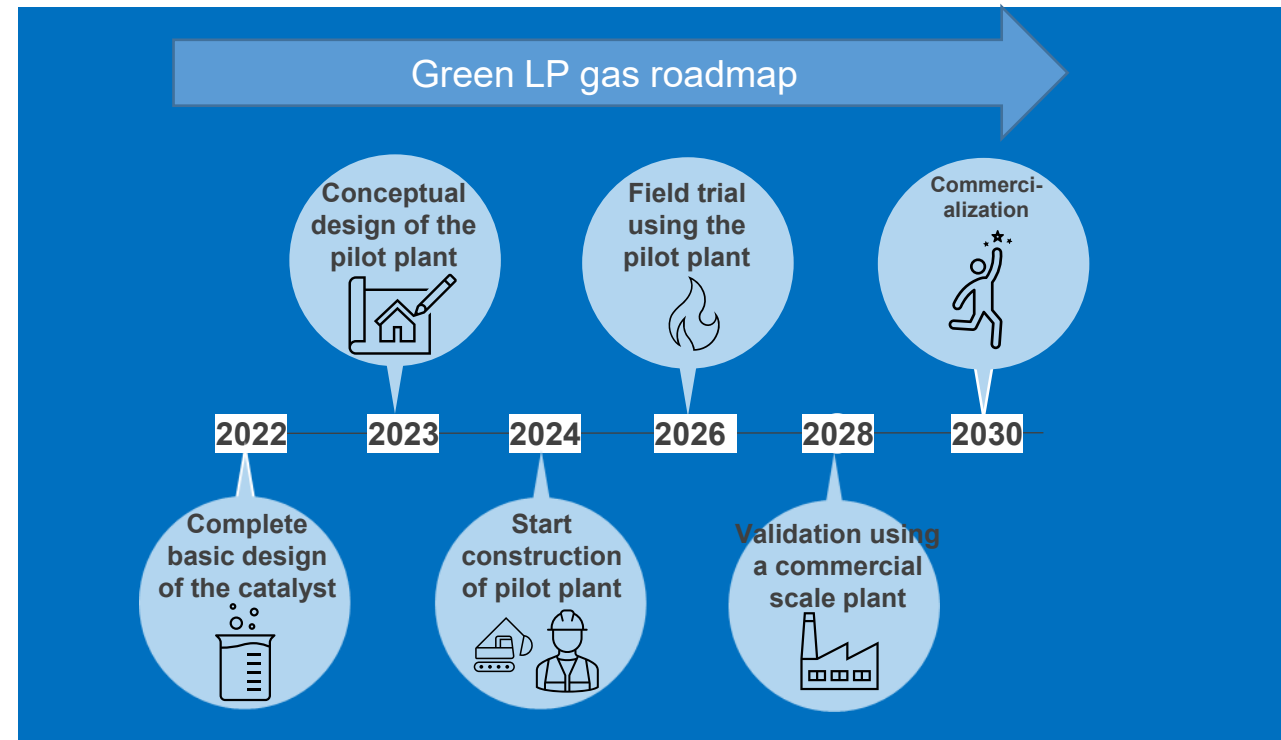 Green LP gas roadmap
Conceptual
design of the
pilot plant
Field trial
using the
pilot plant
Commerci-
alization
2022
2023
2024
2026
2028
2030
Complete
basic design
of the catalyst
Start
construction
of pilot plant
Validation using
a commercial
scale plant